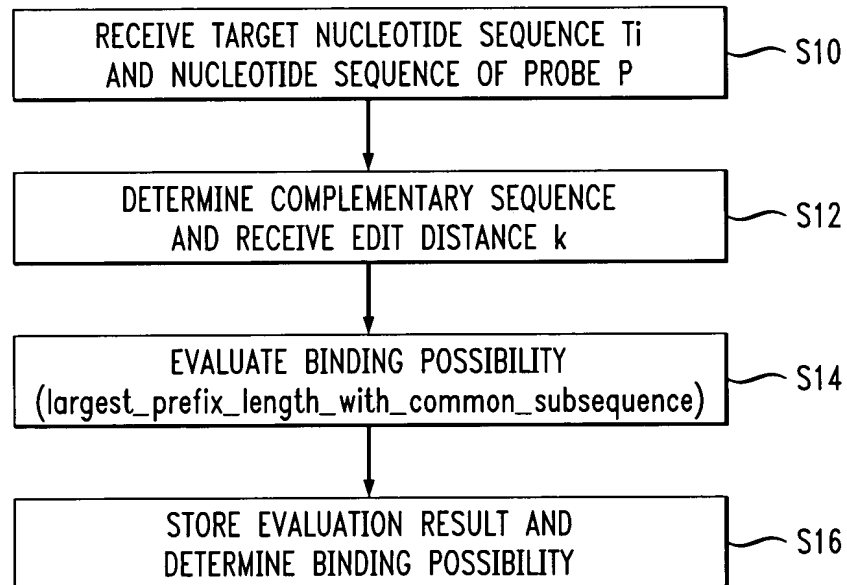 RECEIVE TARGET NUCLEOTIDE SEQUENCE Ti
AND NUCLEOTIDE SEQUENCE OF PROBE P
S10
DETERMINE COMPLEMENTARY SEQUENCE
AND RECEIVE EDIT DISTANCE k
S12
EVALUATE BINDING POSSIBILITY
(largest_prefix_length_with_common_subsequence)
S14
STORE EVALUATION RESULT AND
DETERMINE BINDING POSSIBILITY
S16